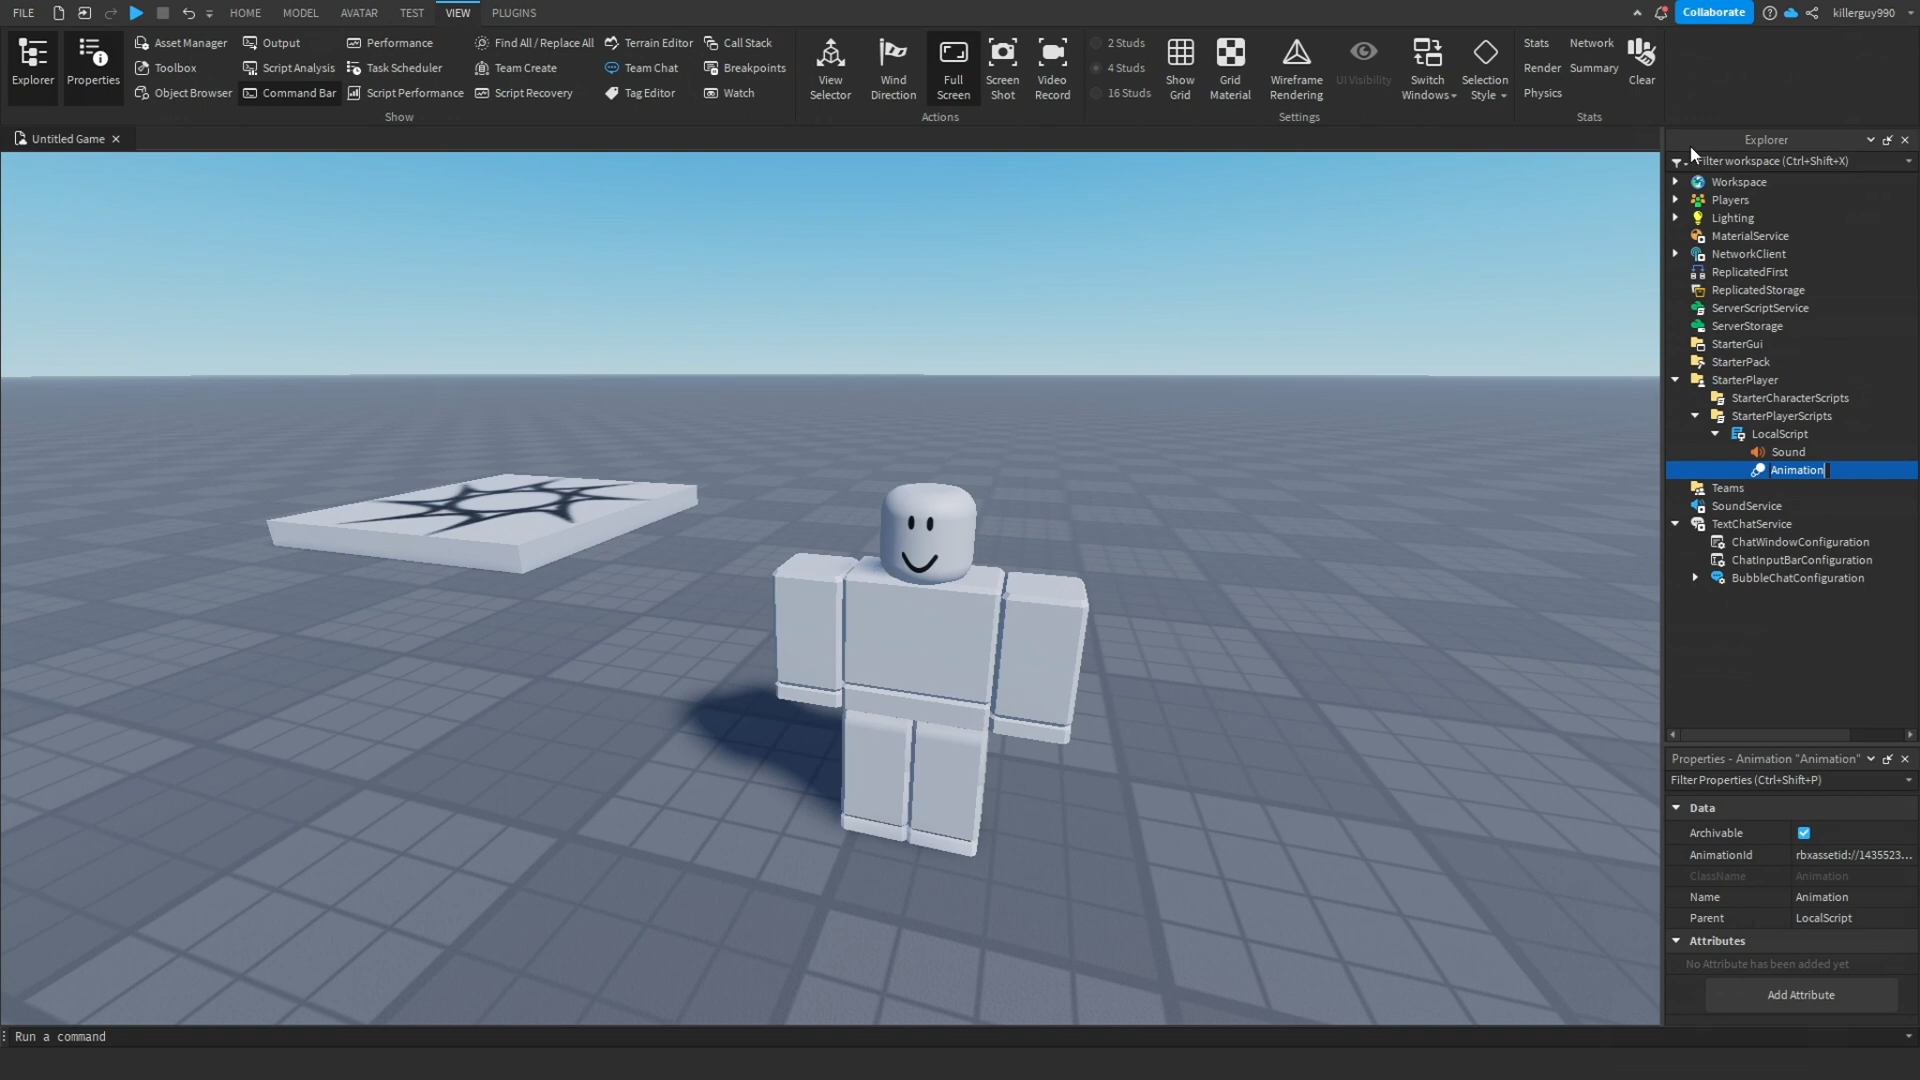 FILE HOME MODEL AVATAR TEST VIEW PLUGINS Collaborate killerguy990
Explorer
Properties
Asset Manager
Toolbox
Object Browser
Output
Script Analysis
Command Bar
Performance
Task Scheduler
Script Performance
Find All / Replace All
Team Create
Script Recovery
Terrain Editor
Team Chat
Tag Editor
Call Stack
Breakpoints
Watch
Show
View
Selector
Wind
Direction
Full
Screen
Screen
Shot
Video
Record
Actions
2 Studs
4 Studs
16 Studs
Show
Grid
Grid
Material
Wireframe
Rendering
UI Visibility
Switch
Windows
Selection
Style
Settings
Stats
Render
Physics
Network
Summary
Clear
Stats
Untitled Game
Explorer
Filter workspace (Ctrl+Shift+X)
Workspace
Players
Lighting
MaterialService
NetworkClient
ReplicatedFirst
ReplicatedStorage
ServerScriptService
ServerStorage
StarterGui
StarterPack
StarterPlayer
StarterCharacterScripts
StarterPlayerScripts
LocalScript
Sound
Animation
Teams
SoundService
TextChatService
ChatWindowConfiguration
ChatInputBarConfiguration
BubbleChatConfiguration
Properties - Animation "Animation"
Filter Properties (Ctrl+Shift+P)
Data
Archivable
AnimationId rbxassetid://1435523...
ClassName Animation
Name Animation
Parent LocalScript
Attributes
No Attribute has been added yet
Add Attribute
Run a command